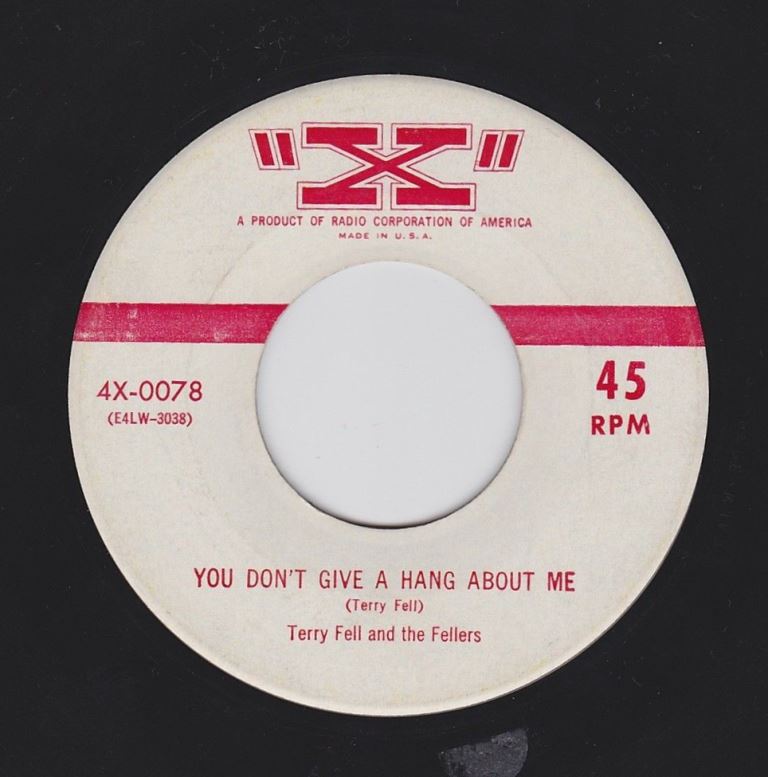 "X"
A PRODUCT OF RADIO CORPORATION OF AMERICA
MADE IN U.S.A.
4X-0078
(E4LW-3038)
45
RPM
YOU DON'T GIVE A HANG ABOUT ME
(Terry Fell)
Terry Fell and the Fellers